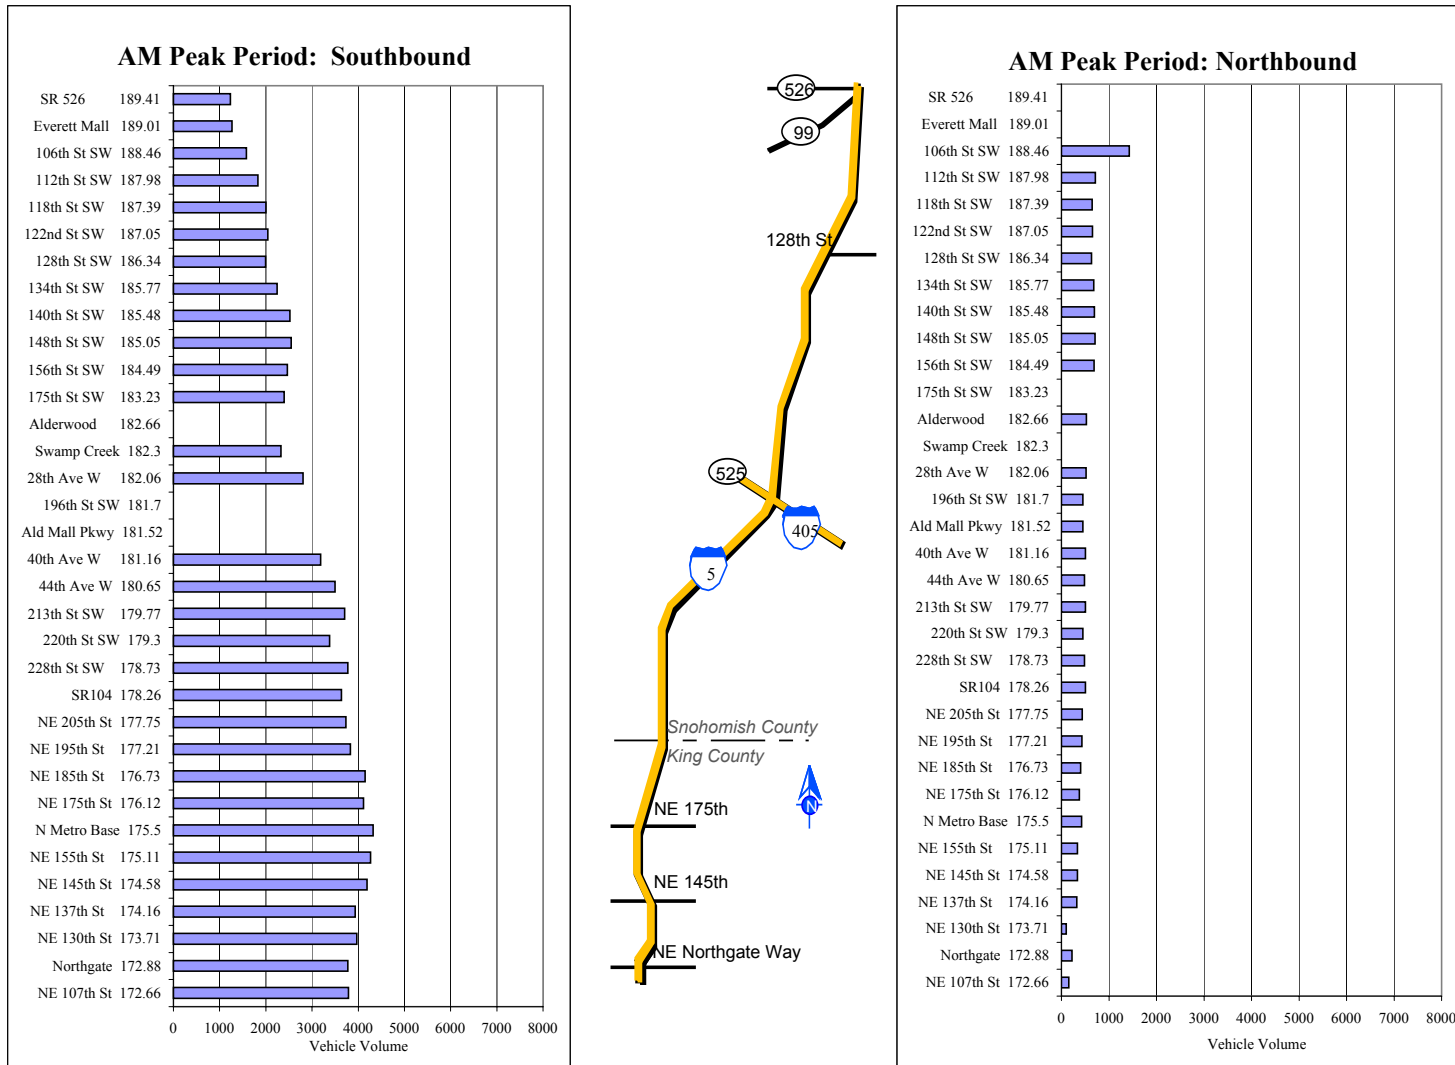 AM Peak Period: Southbound
SR 526 189.41
Everett Mall 189.01
106th St SW 188.46
112th St SW 187.98
118th St SW 187.39
122nd St SW 187.05
128th St SW 186.34
134th St SW 185.77
140th St SW 185.48
148th St SW 185.05
156th St SW 184.49
175th St SW 183.23
Alderwood 182.66
Swamp Creek 182.3
28th Ave W 182.06
196th St SW 181.7
Ald Mall Pkwy 181.52
40th Ave W 181.16
44th Ave W 180.65
213th St SW 179.77
220th St SW 179.3
228th St SW 178.73
SR104 178.26
NE 205th St 177.75
NE 195th St 177.21
NE 185th St 176.73
NE 175th St 176.12
N Metro Base 175.5
NE 155th St 175.11
NE 145th St 174.58
NE 137th St 174.16
NE 130th St 173.71
Northgate 172.88
NE 107th St 172.66
0 1000 2000 3000 4000 5000 6000 7000 8000
Vehicle Volume
526
99
128th St
525
405
5
Snohomish County
King County
N
NE 175th
NE 145th
NE Northgate Way
AM Peak Period: Northbound
SR 526 189.41
Everett Mall 189.01
106th St SW 188.46
112th St SW 187.98
118th St SW 187.39
122nd St SW 187.05
128th St SW 186.34
134th St SW 185.77
140th St SW 185.48
148th St SW 185.05
156th St SW 184.49
175th St SW 183.23
Alderwood 182.66
Swamp Creek 182.3
28th Ave W 182.06
196th St SW 181.7
Ald Mall Pkwy 181.52
40th Ave W 181.16
44th Ave W 180.65
213th St SW 179.77
220th St SW 179.3
228th St SW 178.73
SR104 178.26
NE 205th St 177.75
NE 195th St 177.21
NE 185th St 176.73
NE 175th St 176.12
N Metro Base 175.5
NE 155th St 175.11
NE 145th St 174.58
NE 137th St 174.16
NE 130th St 173.71
Northgate 172.88
NE 107th St 172.66
0 1000 2000 3000 4000 5000 6000 7000 8000
Vehicle Volume